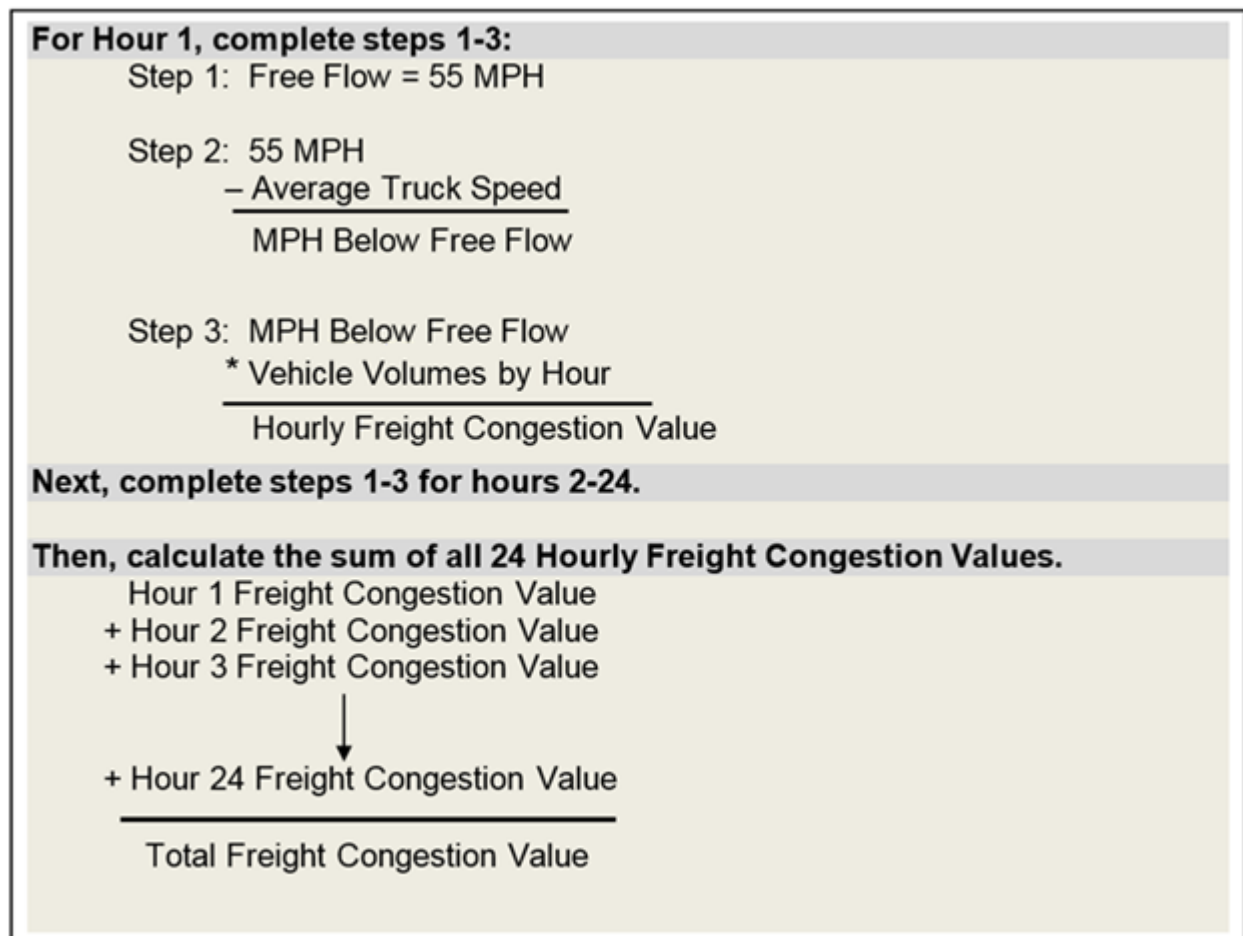 For Hour 1, complete steps 1-3:
Step 1: Free Flow = 55 MPH
Step 2: 55 MPH
– Average Truck Speed
MPH Below Free Flow
Step 3: MPH Below Free Flow
* Vehicle Volumes by Hour
Hourly Freight Congestion Value
Next, complete steps 1-3 for hours 2-24.
Then, calculate the sum of all 24 Hourly Freight Congestion Values.
Hour 1 Freight Congestion Value
+ Hour 2 Freight Congestion Value
+ Hour 3 Freight Congestion Value
+ Hour 24 Freight Congestion Value
Total Freight Congestion Value